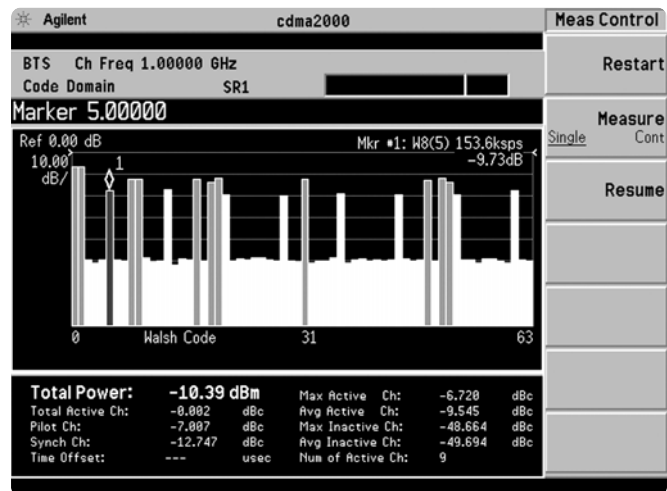 Agilent cdma2000 Meas Control
BTS Ch Freq 1.00000 GHz
Code Domain SR1
Restart
Marker 5.00000
Measure
Single Cont
Ref 0.00 dB Mkr #1: W8(5) 153.6ksps
10.00 1 -9.73dB
dB/
Resume
0 Walsh Code 31 63
Total Power: -10.39 dBm
Total Active Ch: -0.002 dBc
Pilot Ch: -7.007 dBc
Synch Ch: -12.747 dBc
Time Offset: --- usec
Max Active Ch: -6.720 dBc
Avg Active Ch: -9.545 dBc
Max Inactive Ch: -48.664 dBc
Avg Inactive Ch: -49.694 dBc
Num of Active Ch: 9